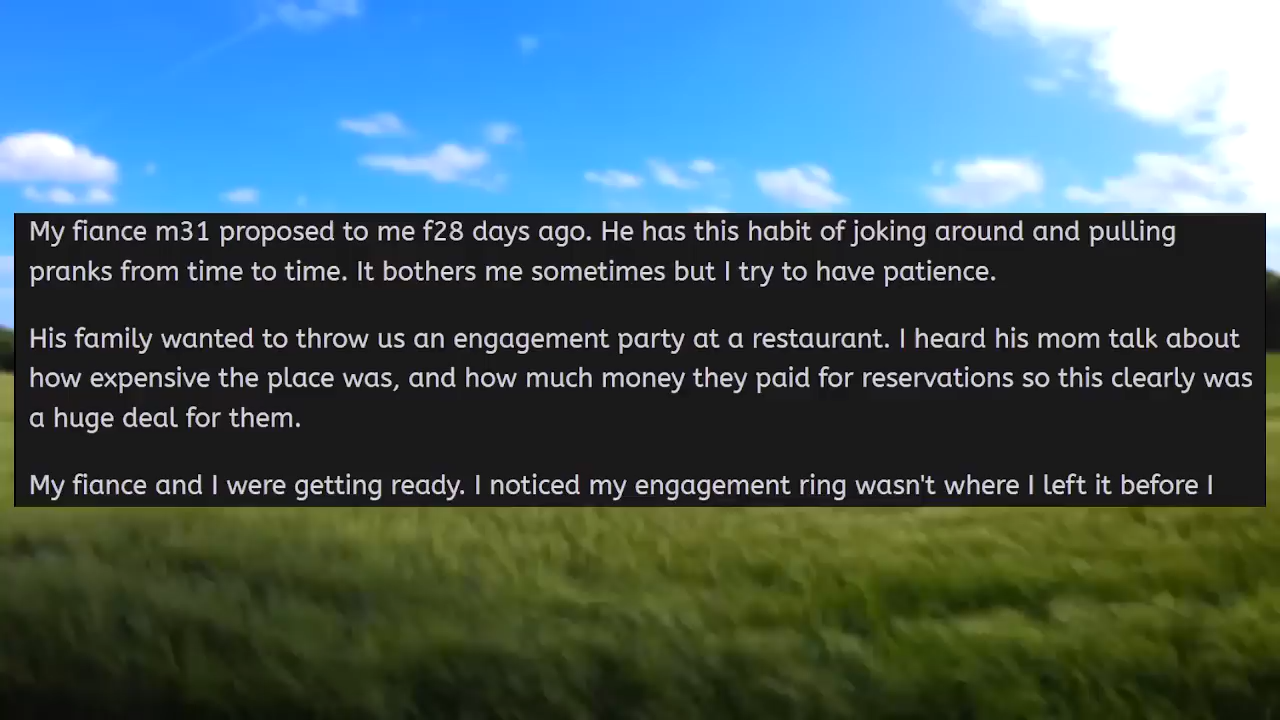 My fiance m31 proposed to me f28 days ago. He has this habit of joking around and pulling
pranks from time to time. It bothers me sometimes but I try to have patience.
His family wanted to throw us an engagement party at a restaurant. I heard his mom talk about
how expensive the place was, and how much money they paid for reservations so this clearly was
a huge deal for them.
My fiance and I were getting ready. I noticed my engagement ring wasn't where I left it before I